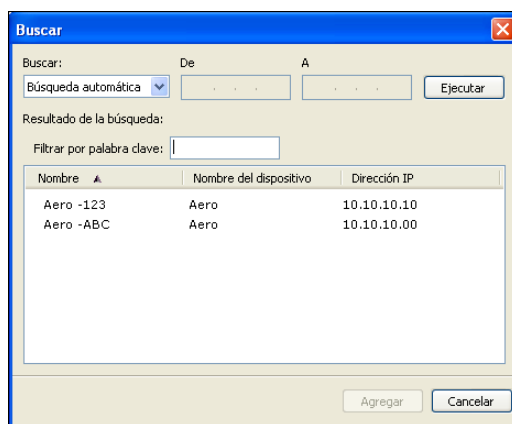 Buscar
Buscar: De A
Búsqueda automática . . . . . . Ejecutar
Resultado de la búsqueda:
Filtrar por palabra clave:
Nombre Nombre del dispositivo Dirección IP
Aero -123 Aero 10.10.10.10
Aero -ABC Aero 10.10.10.00
Agregar Cancelar